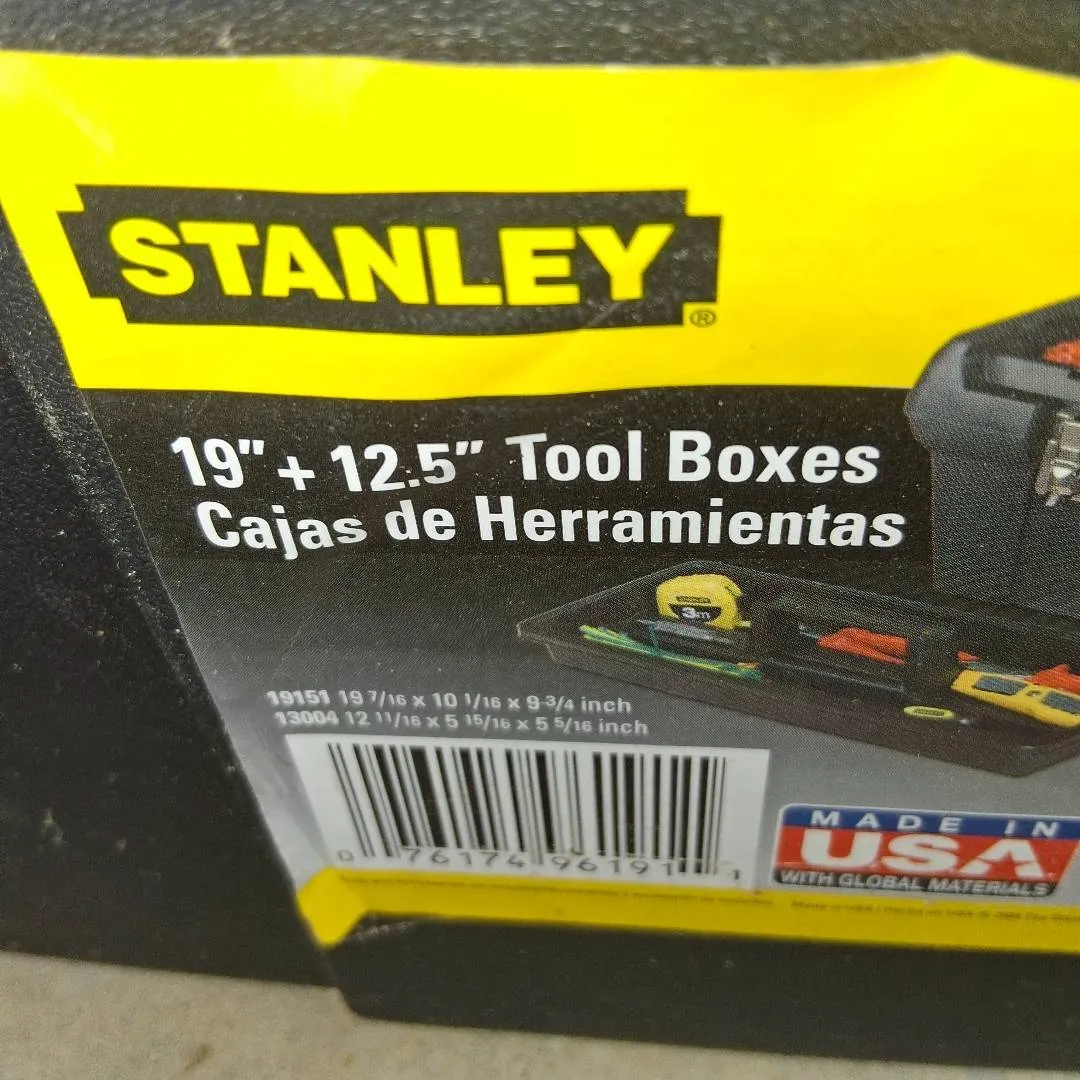 STANLEY®
19" + 12.5" Tool Boxes
Cajas de Herramientas
STANLEY
3m
19151 19 7/16 x 10 1/16 x 9-3/4 inch
13004 12 11/16 x 5 15/16 x 5 5/16 inch
0 76174 96191 1
MADE IN
USA
WITH GLOBAL MATERIALS